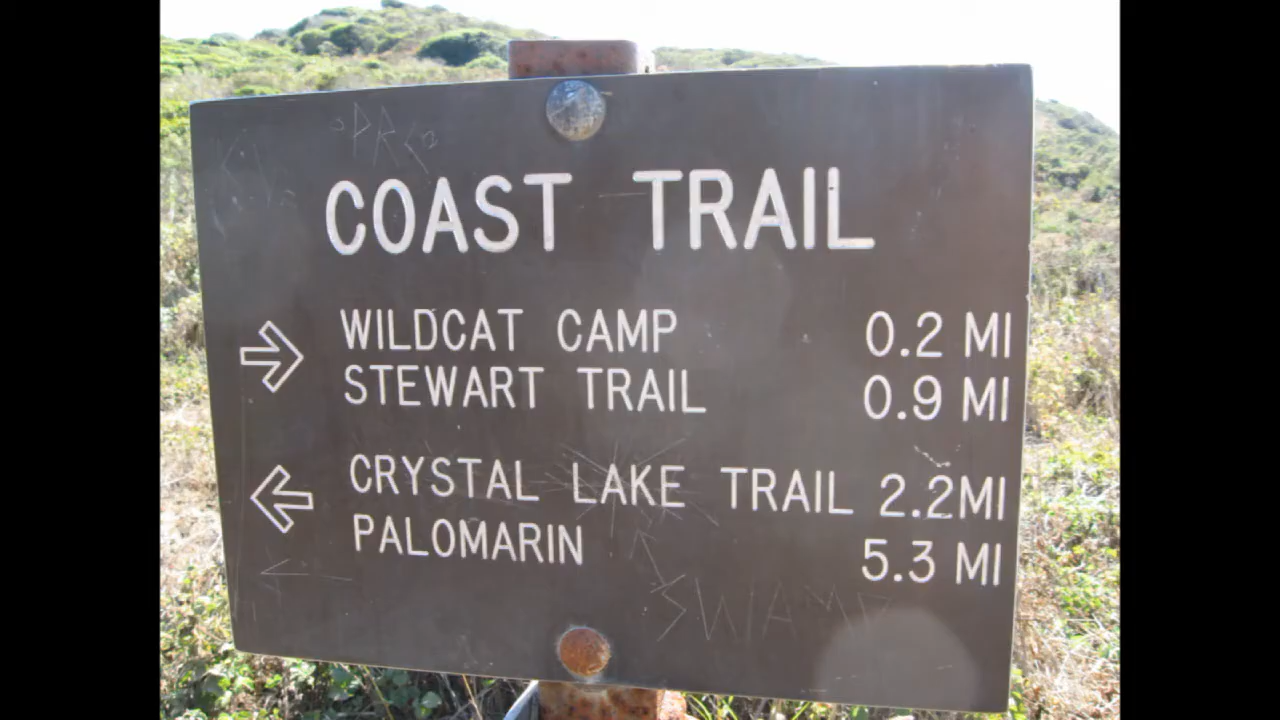 COAST TRAIL
WILDCAT CAMP 0.2 MI
STEWART TRAIL 0.9 MI
CRYSTAL LAKE TRAIL 2.2MI
PALOMARIN 5.3 MI